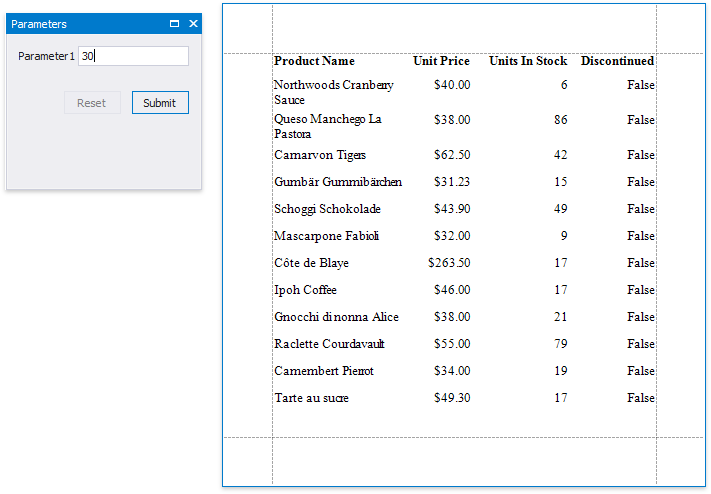 Parameters
Parameter1 30
Reset Submit
Product Name Unit Price Units In Stock Discontinued
Northwoods Cranberry
Sauce $40.00 6 False
Queso Manchego La
Pastora $38.00 86 False
Carnarvon Tigers $62.50 42 False
Gumbär Gummibärchen $31.23 15 False
Schoggi Schokolade $43.90 49 False
Mascarpone Fabioli $32.00 9 False
Côte de Blaye $263.50 17 False
Ipoh Coffee $46.00 17 False
Gnocchi di nonna Alice $38.00 21 False
Raclette Courdavault $55.00 79 False
Camembert Pierrot $34.00 19 False
Tarte au sucre $49.30 17 False